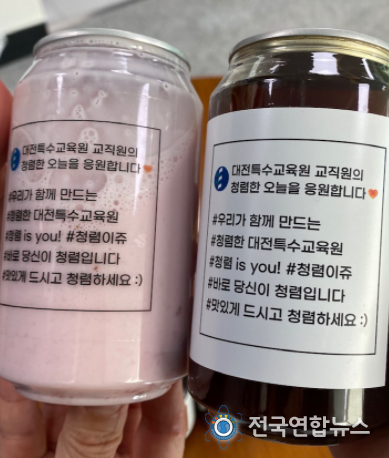 대전특수교육원 교직원의
청렴한 오늘을 응원합니다
#우리가 함께 만드는
#청렴한 대전특수교육원
#청렴 is you! #청렴이쥬
#바로 당신이 청렴입니다
#맛있게 드시고 청렴하세요 :)
대전특수교육원 교직원의
청렴한 오늘을 응원합니다
#우리가 함께 만드는
#청렴한 대전특수교육원
#청렴 is you! #청렴이쥬
#바로 당신이 청렴입니다
#맛있게 드시고 청렴하세요 :)
전국연합뉴스